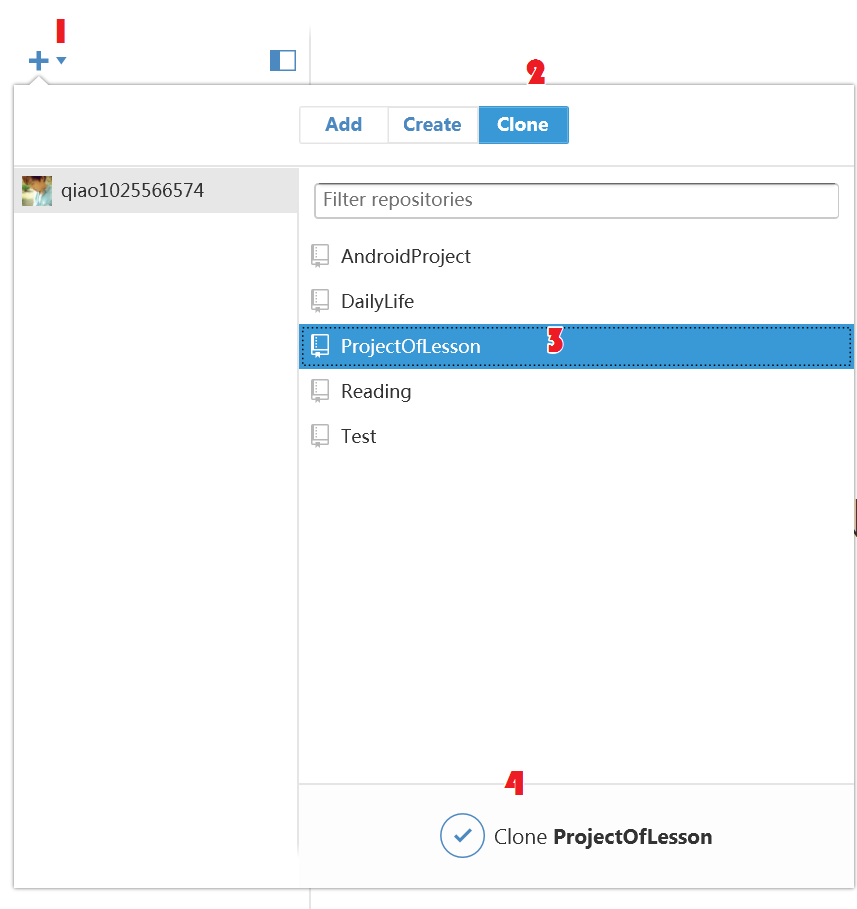 1
2
Add Create Clone
qiao1025566574
Filter repositories
AndroidProject
DailyLife
ProjectOfLesson 3
Reading
Test
4
Clone ProjectOfLesson